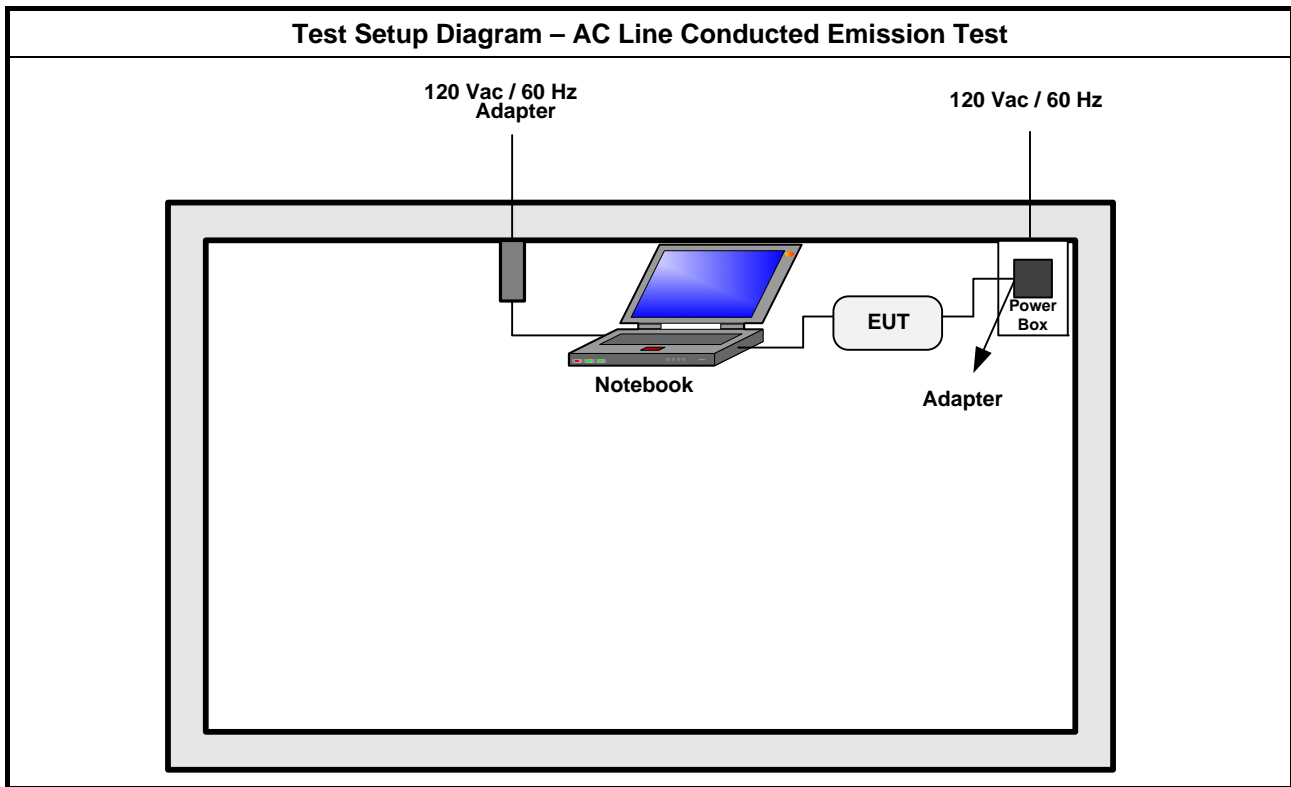 Test Setup Diagram – AC Line Conducted Emission Test
120 Vac / 60 Hz
Adapter
120 Vac / 60 Hz
EUT
Power
Box
Notebook
Adapter